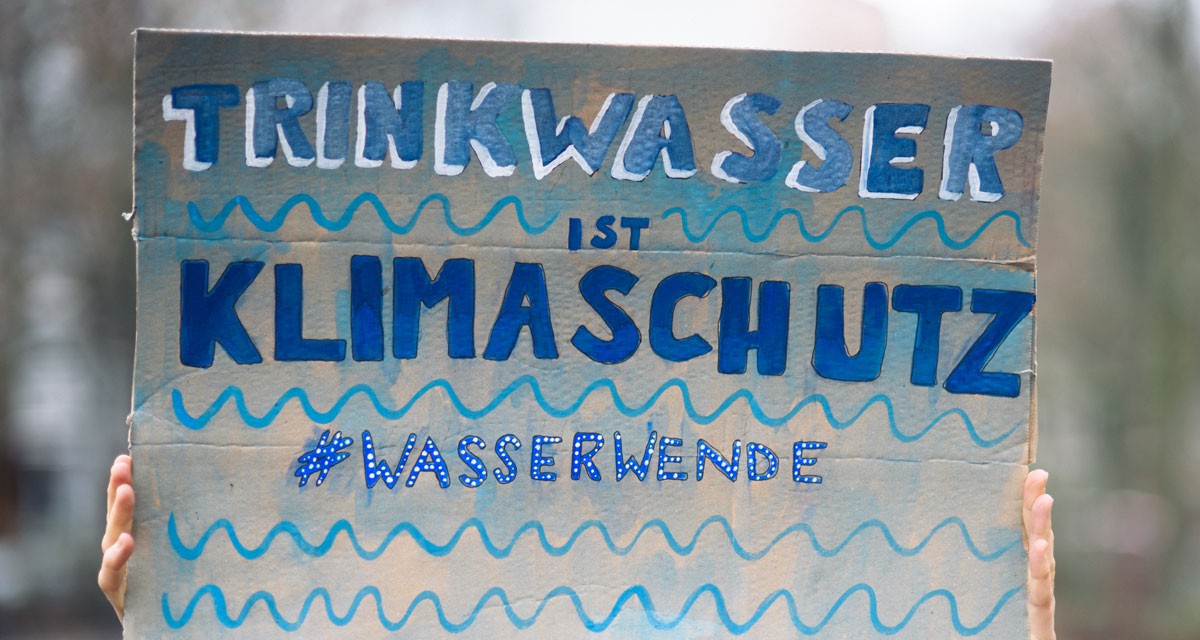 TRINKWASSER
IST
KLIMASCHUTZ
#WASSERWENDE